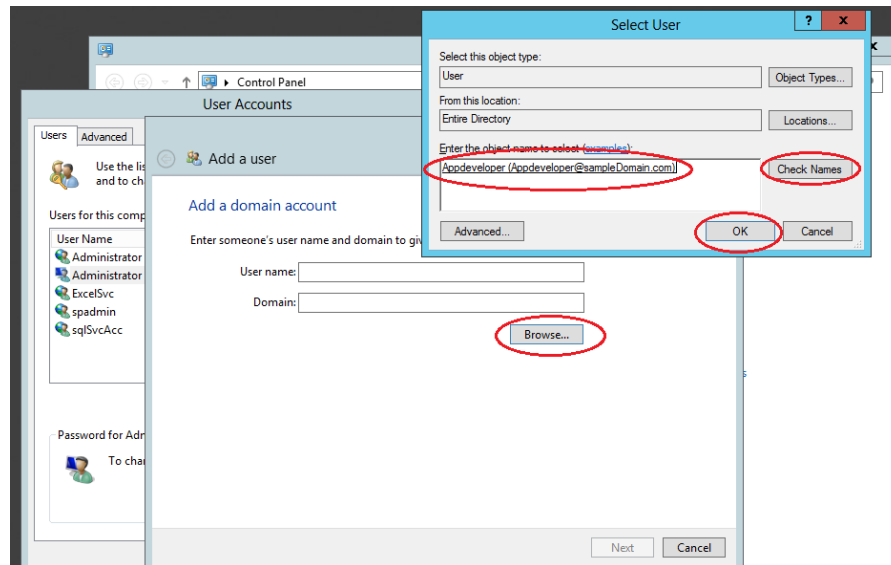 Select User
?
x
Select this object type:
User
Object Types...
From this location:
Entire Directory
Locations...
Enter the object name to select (examples):
Appdeveloper (Appdeveloper@sampleDomain.com)
Check Names
Advanced...
OK
Cancel
Control Panel
User Accounts
Users
Advanced
Use the lis
and to ch
Users for this comp
User Name
Administrator
Administrator
ExcelSvc
spadmin
sqlSvcAcc
Password for Adm
To chan
Add a user
Add a domain account
Enter someone's user name and domain to giv
User name:
Domain:
Browse...
Next
Cancel
s